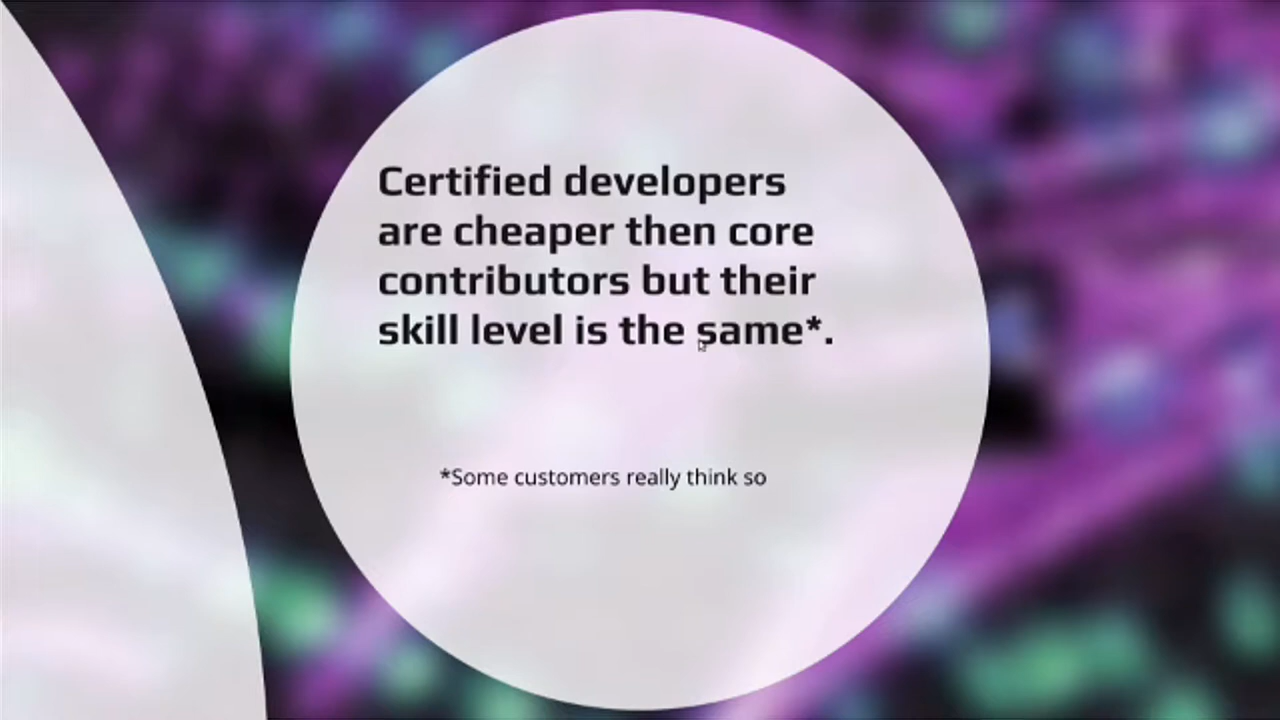 Certified developers
are cheaper then core
contributors but their
skill level is the same*.
*Some customers really think so